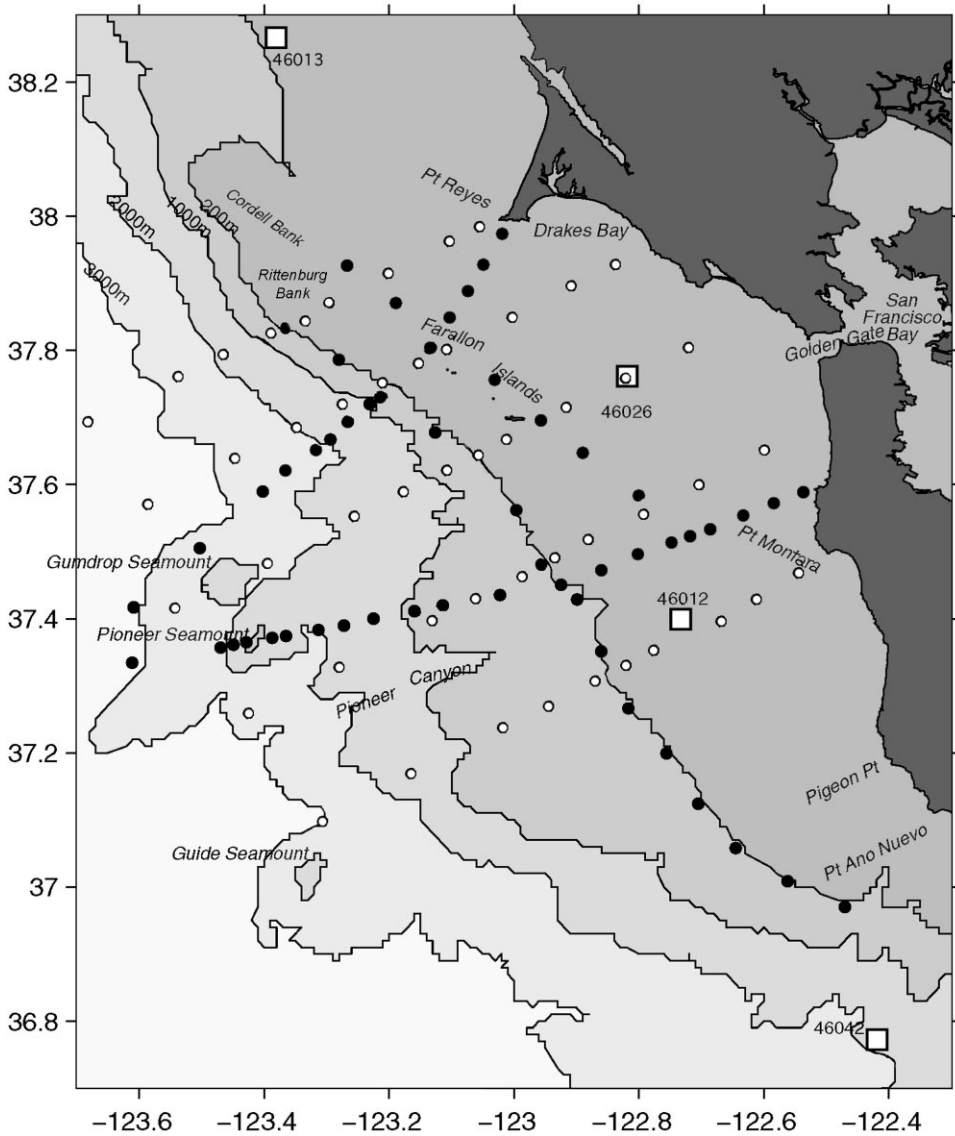 46013
38.2
Pt Reyes
38
Cordell Bank
Drakes Bay
200m
1000m
2000m
3000m
Rittenburg
Bank
San
Francisco
Bay
Golden Gate
Farallon
Islands
37.8
46026
37.6
Gumdrop Seamount
Pt Montara
46012
37.4
Pioneer Seamount
Pioneer Canyon
37.2
Pigeon Pt
Guide Seamount
Pt Ano Nuevo
37
46042
36.8
−123.6
−123.4
−123.2
−123
−122.8
−122.6
−122.4